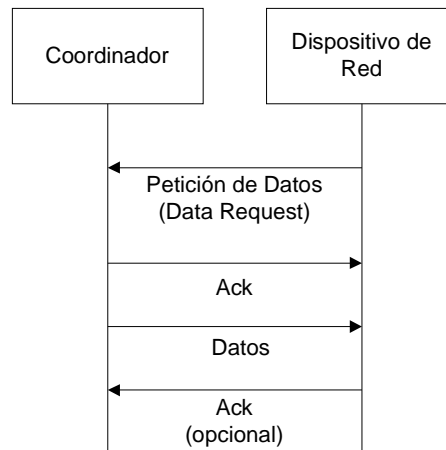 Coordinador
Dispositivo de
Red
Petición de Datos
(Data Request)
Ack
Datos
Ack
(opcional)